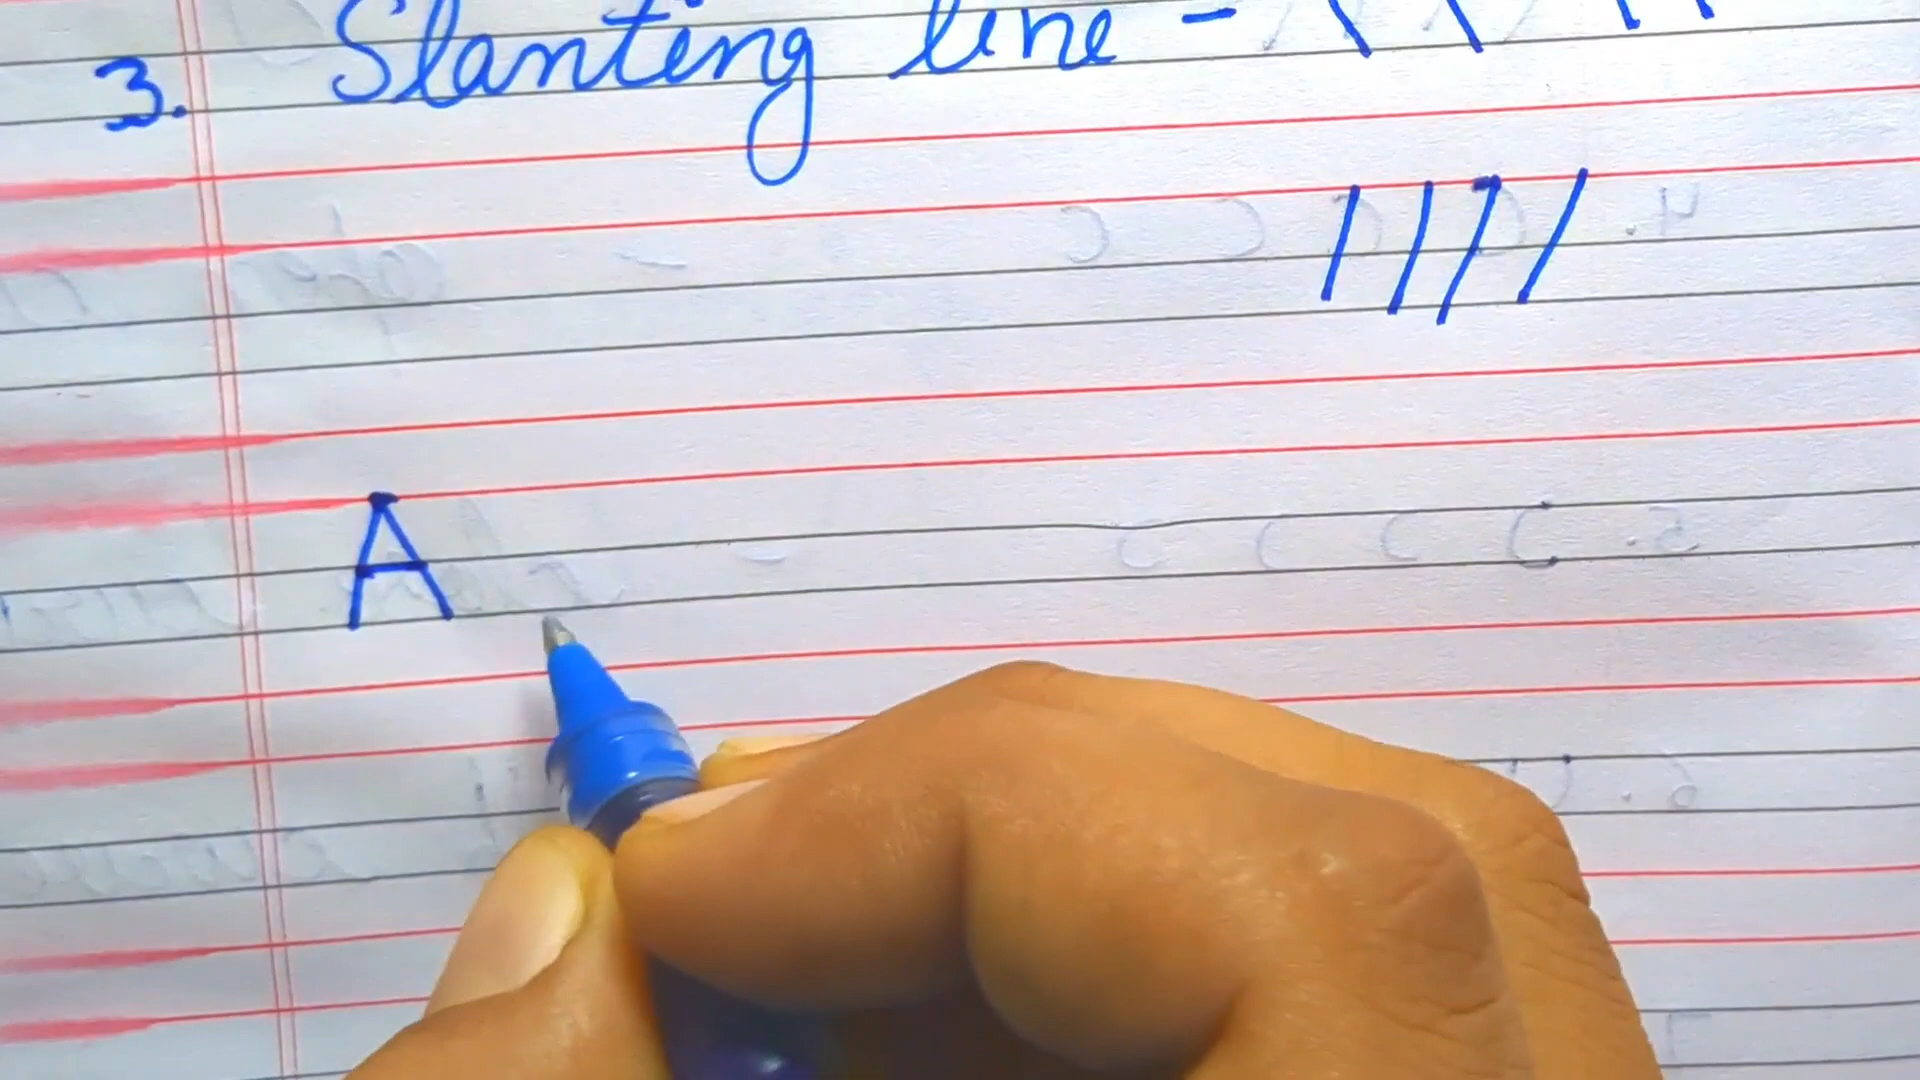 3. Slanting line - \ \ \ \
/ / / /
A